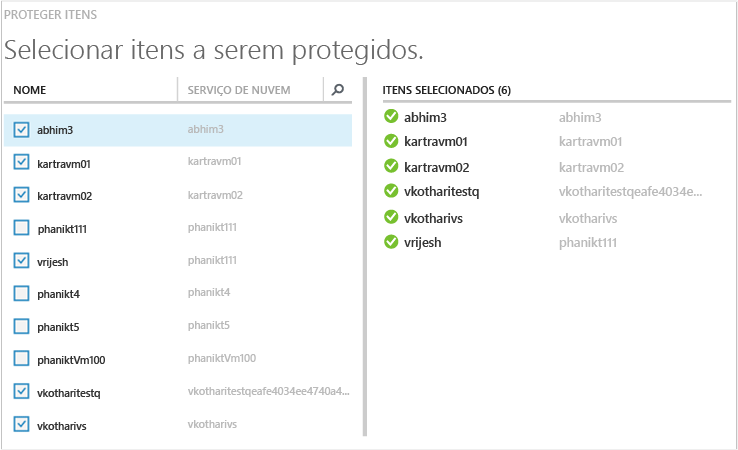 PROTEGER ITENS
Selecionar itens a serem protegidos.
NOME SERVIÇO DE NUVEM
abhim3 abhim3
kartravm01 kartravm01
kartravm02 kartravm02
phanikt111 phanikt111
vrijesh phanikt111
phanikt4 phanikt4
phanikt5 phanikt5
phaniktVm100 phaniktVm100
vkotharitestq vkotharitestqeafe4034ee4740a4...
vkotharivs vkotharivs
ITENS SELECIONADOS (6)
abhim3 abhim3
kartravm01 kartravm01
kartravm02 kartravm02
vkotharitestq vkotharitestqeafe4034e...
vkotharivs vkotharivs
vrijesh phanikt111